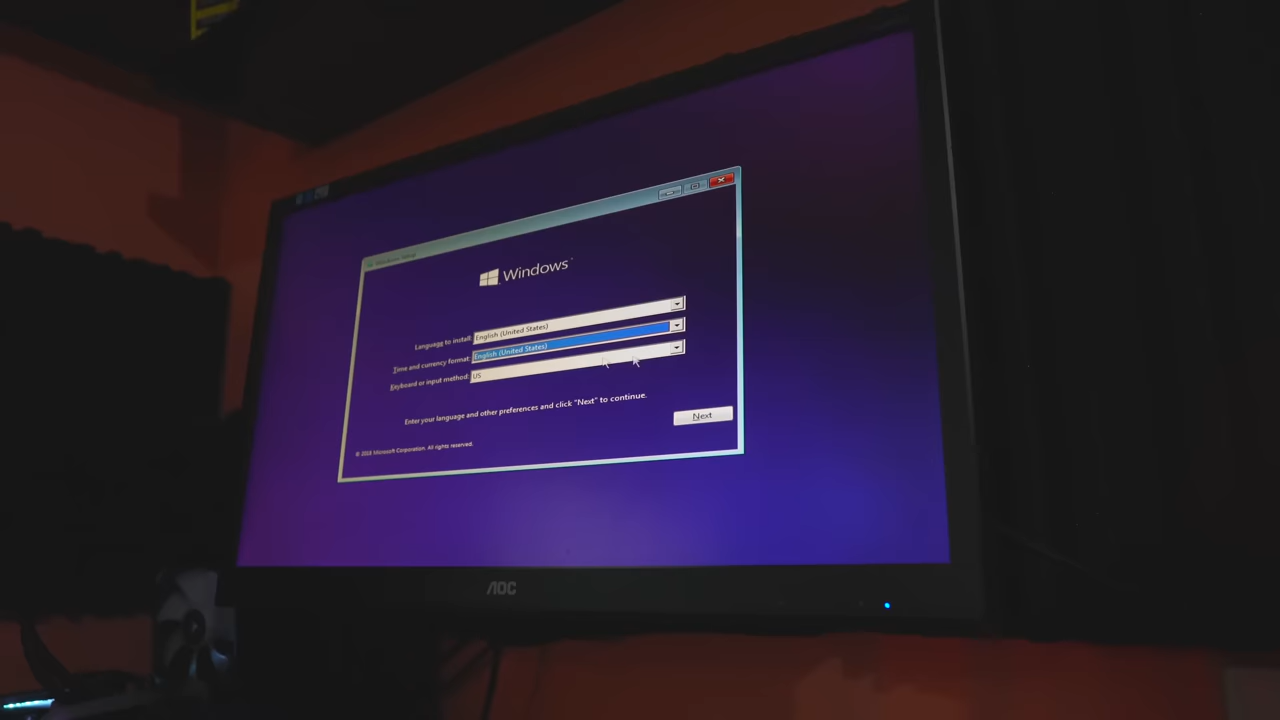 Windows Setup
Windows
Language to install: English (United States)
Time and currency format: English (United States)
Keyboard or input method: US
Enter your language and other preferences and click "Next" to continue.
Next
© 2018 Microsoft Corporation. All rights reserved.
AOC